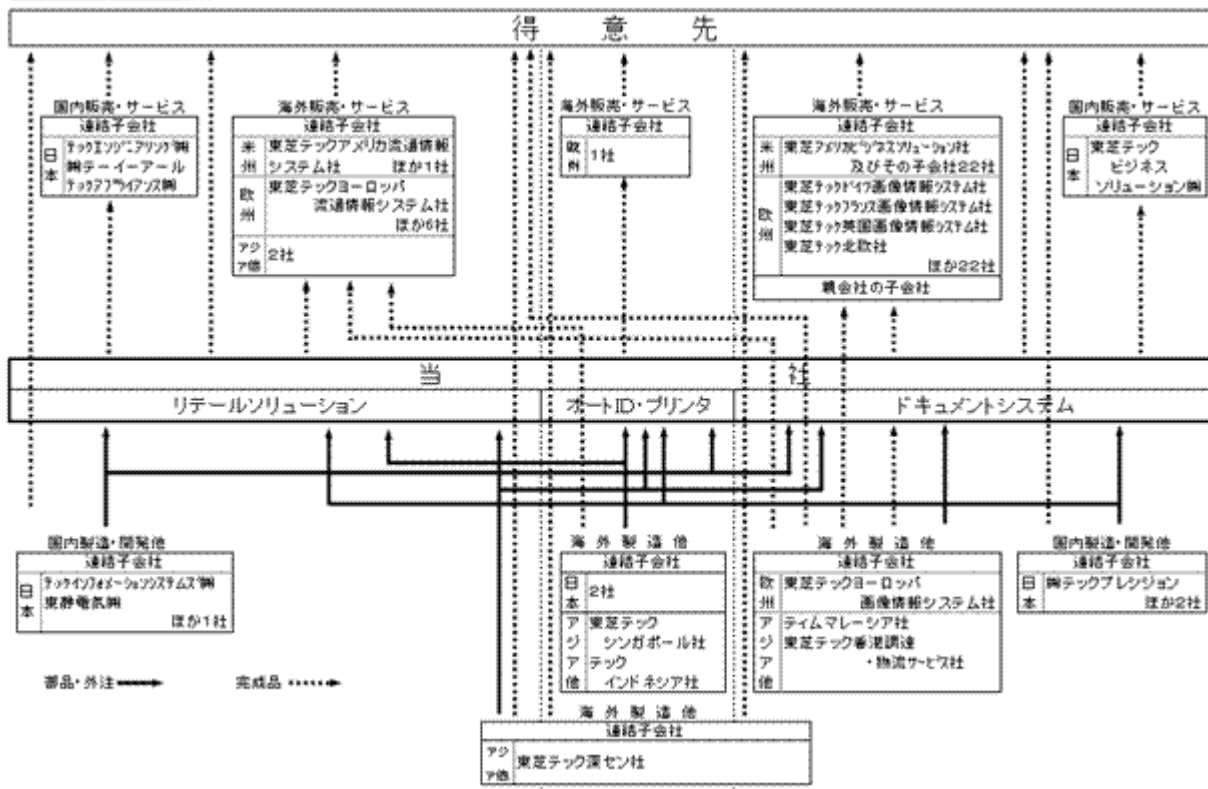 得意先
国内販売・サービス
連結子会社
日本
テックエンジニアリング㈱
㈱テーイーアール
テックアプライアンス㈱
海外販売・サービス
連結子会社
米州
東芝テックアメリカ流通情報
システム社 ほか1社
欧州
東芝テックヨーロッパ
流通情報システム社
ほか6社
アジア他
2社
海外販売・サービス
連結子会社
欧州
1社
海外販売・サービス
連結子会社
米州
東芝アメリカビジネスソリューション社
及びその子会社22社
欧州
東芝テックドイツ画像情報システム社
東芝テックフランス画像情報システム社
東芝テック英国画像情報システム社
東芝テック北欧社
ほか22社
親会社の子会社
国内販売・サービス
連結子会社
日本
東芝テック
ビジネス
ソリューション㈱
当社
リテールソリューション
オートID・プリンタ
ドキュメントシステム
国内製造・開発他
連結子会社
日本
テックインフォメーションシステムズ㈱
東静電気㈱
ほか1社
海外製造他
連結子会社
日本
2社
アジア他
東芝テック
シンガポール社
テック
インドネシア社
海外製造他
連結子会社
欧州
東芝テックヨーロッパ
画像情報システム社
アジア他
ティムマレーシア社
東芝テック香港調達
・物流サービス社
国内製造・開発他
連結子会社
日本
㈱テックプレシジョン
ほか2社
部品・外注
完成品
海外製造他
連結子会社
アジア他
東芝テック深セン社